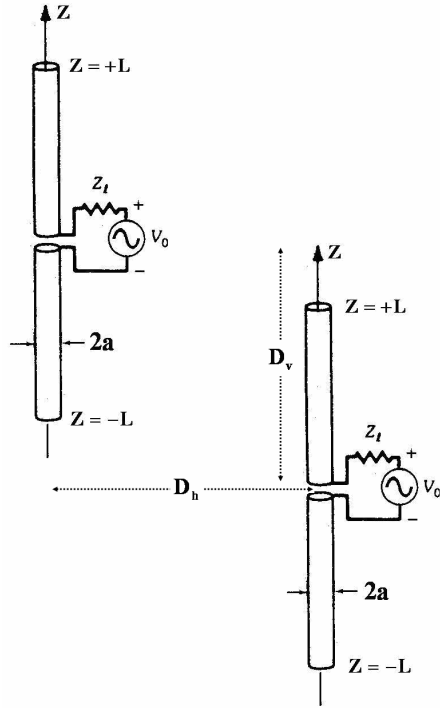 Z
Z = +L
Z_t
+
V_0
−
2a
Z = −L
Z
Z = +L
D_v
Z_t
+
V_0
−
D_h
2a
Z = −L